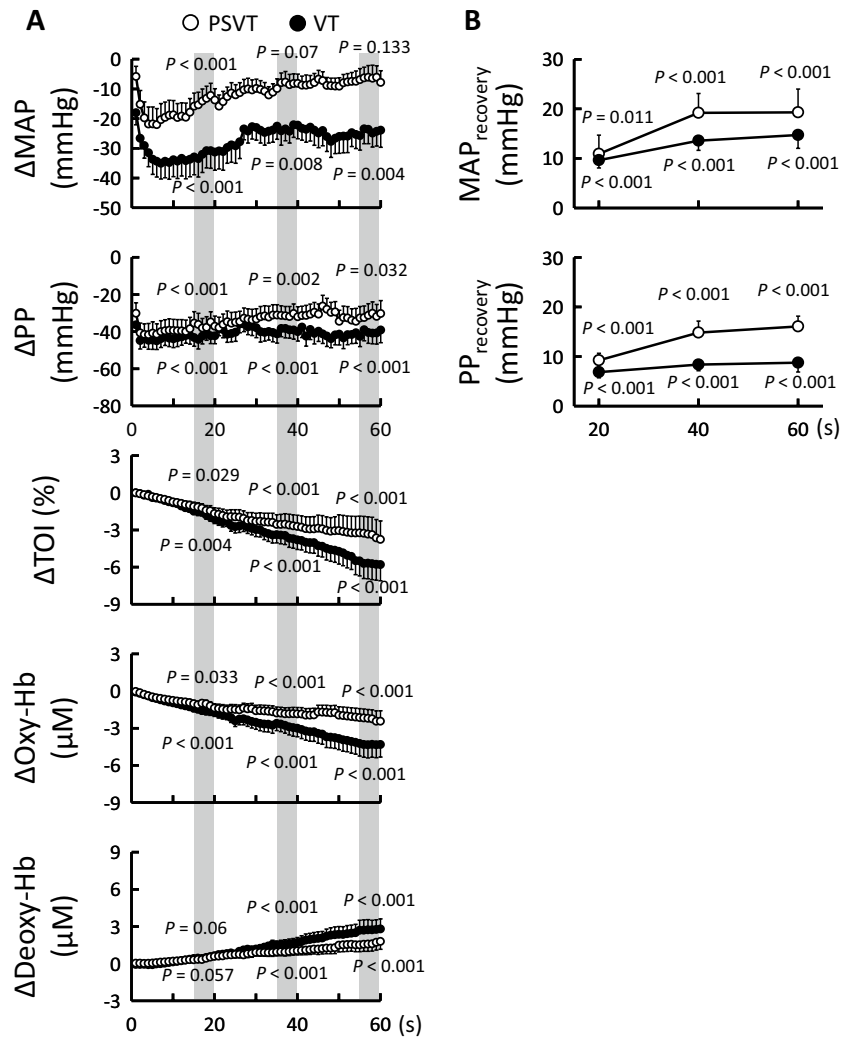 A
PSVT
VT
ΔMAP
(mmHg)
0
-10
-20
-30
-40
-50
P < 0.001
P = 0.07
P = 0.133
P < 0.001
P = 0.008
P = 0.004
ΔPP
(mmHg)
0
-20
-40
-60
-80
P < 0.001
P = 0.002
P = 0.032
P < 0.001
P < 0.001
P < 0.001
0 20 40 60
ΔTOI (%)
3
0
-3
-6
-9
P = 0.029
P < 0.001
P < 0.001
P = 0.004
P < 0.001
P < 0.001
ΔOxy-Hb
(μM)
3
0
-3
-6
-9
P = 0.033
P < 0.001
P < 0.001
P < 0.001
P < 0.001
P < 0.001
ΔDeoxy-Hb
(μM)
9
6
3
0
-3
P = 0.06
P < 0.001
P < 0.001
P = 0.057
P < 0.001
P < 0.001
0 20 40 60 (s)
B
MAPrecovery
(mmHg)
30
20
10
0
P = 0.011
P < 0.001
P < 0.001
P < 0.001
P < 0.001
P < 0.001
PPrecovery
(mmHg)
30
20
10
0
P < 0.001
P < 0.001
P < 0.001
P < 0.001
P < 0.001
P < 0.001
20 40 60 (s)